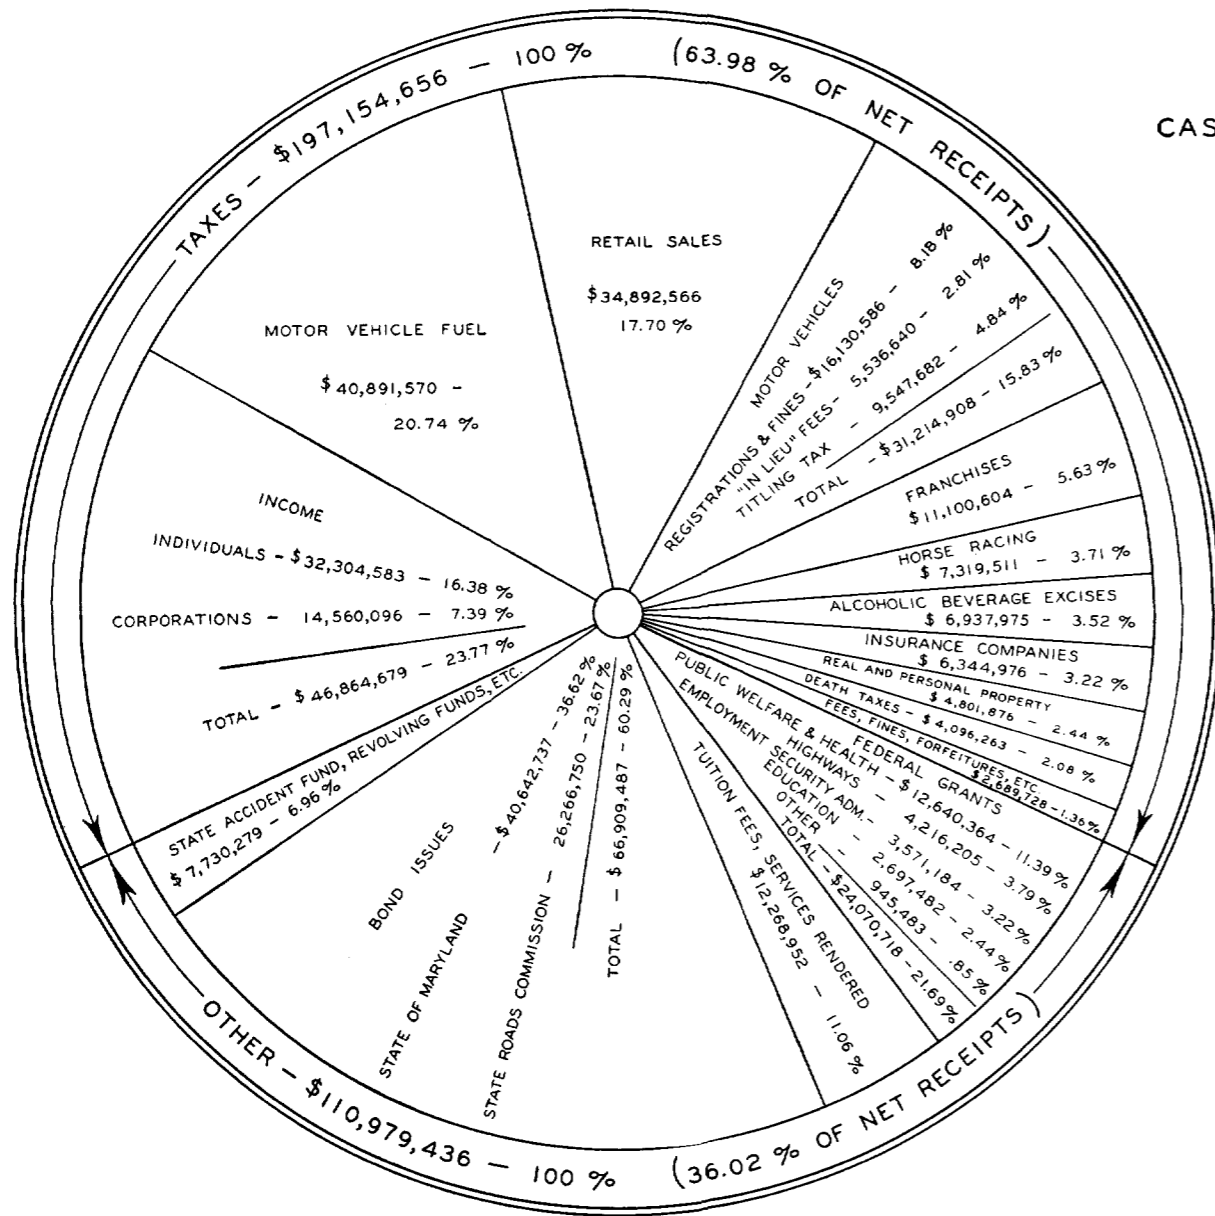 CAS
TAXES – $197,154,656 – 100 % (63.98 % OF NET RECEIPTS)
RETAIL SALES
$34,892,566
17.70 %
MOTOR VEHICLES
REGISTRATIONS & FINES – $16,130,586 – 8.18 %
"IN LIEU" FEES – 5,536,640 – 2.81 %
TITLING TAX – 9,547,682 – 4.84 %
TOTAL – $31,214,908 – 15.83 %
FRANCHISES
$11,100,604 – 5.63 %
HORSE RACING
$ 7,319,511 – 3.71 %
ALCOHOLIC BEVERAGE EXCISES
$ 6,937,975 – 3.52 %
INSURANCE COMPANIES
$ 6,344,976 – 3.22 %
REAL AND PERSONAL PROPERTY
$ 4,801,876 – 2.44 %
DEATH TAXES – $ 4,096,263 – 2.08 %
FEES, FINES, FORFEITURES, ETC.
$ 2,689,728 – 1.36 %
MOTOR VEHICLE FUEL
$ 40,891,570 –
20.74 %
INCOME
INDIVIDUALS – $ 32,304,583 – 16.38 %
CORPORATIONS – 14,560,096 – 7.39 %
TOTAL – $ 46,864,679 – 23.77 %
STATE ACCIDENT FUND, REVOLVING FUNDS, ETC.
$ 7,730,279 – 6.96 %
BOND ISSUES
STATE OF MARYLAND – $ 40,642,737 – 36.62 %
STATE ROADS COMMISSION – 26,266,750 – 23.67 %
TOTAL – $ 66,909,487 – 60.29 %
TUITION FEES, SERVICES RENDERED
$ 12,268,952 – 11.06 %
FEDERAL GRANTS
PUBLIC WELFARE & HEALTH – $ 12,640,364 – 11.39 %
HIGHWAYS – 4,216,205 – 3.79 %
EMPLOYMENT SECURITY ADM. – 3,571,184 – 3.22 %
EDUCATION – 2,697,482 – 2.44 %
OTHER – 945,483 – .85 %
TOTAL – $24,070,718 – 21.69 %
OTHER – $110,979,436 – 100 % (36.02 % OF NET RECEIPTS)